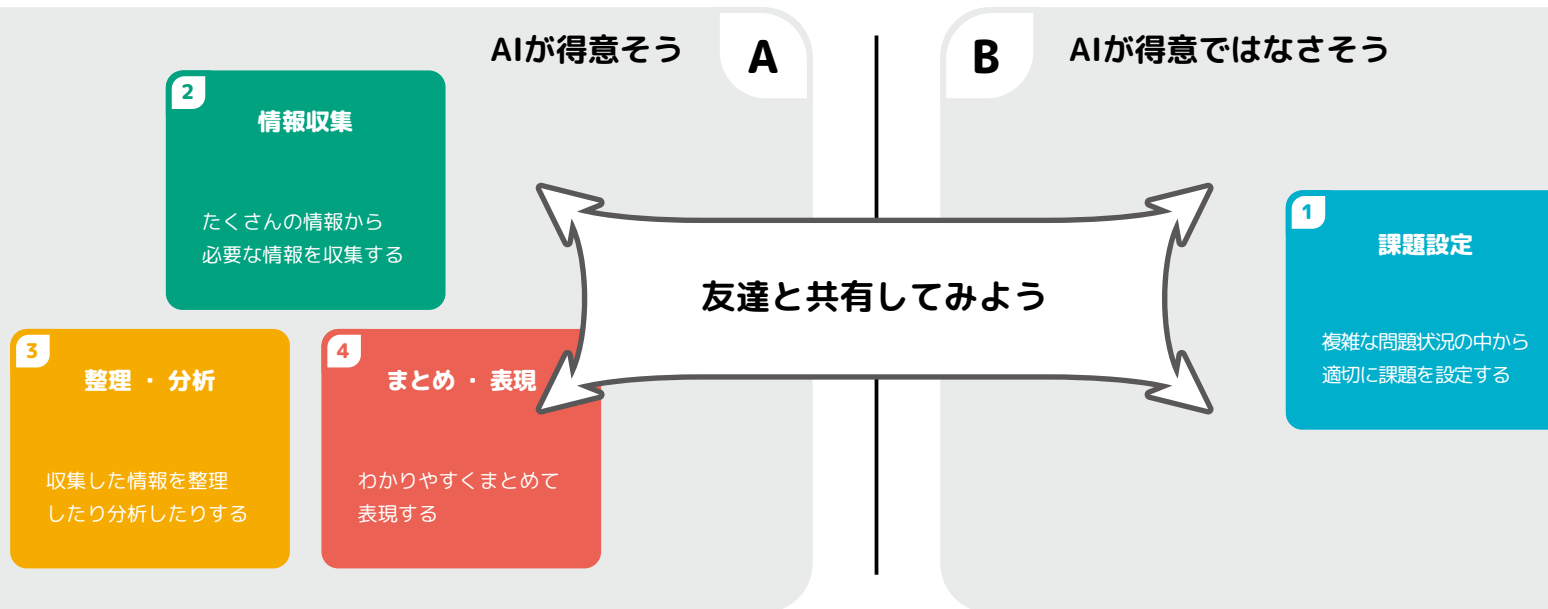 AIが得意そう
A
B
AIが得意ではなさそう
2
情報収集
たくさんの情報から
必要な情報を収集する
3
整理 ・ 分析
収集した情報を整理
したり分析したりする
4
まとめ ・ 表現
わかりやすくまとめて
表現する
友達と共有してみよう
1
課題設定
複雑な問題状況の中から
適切に課題を設定する